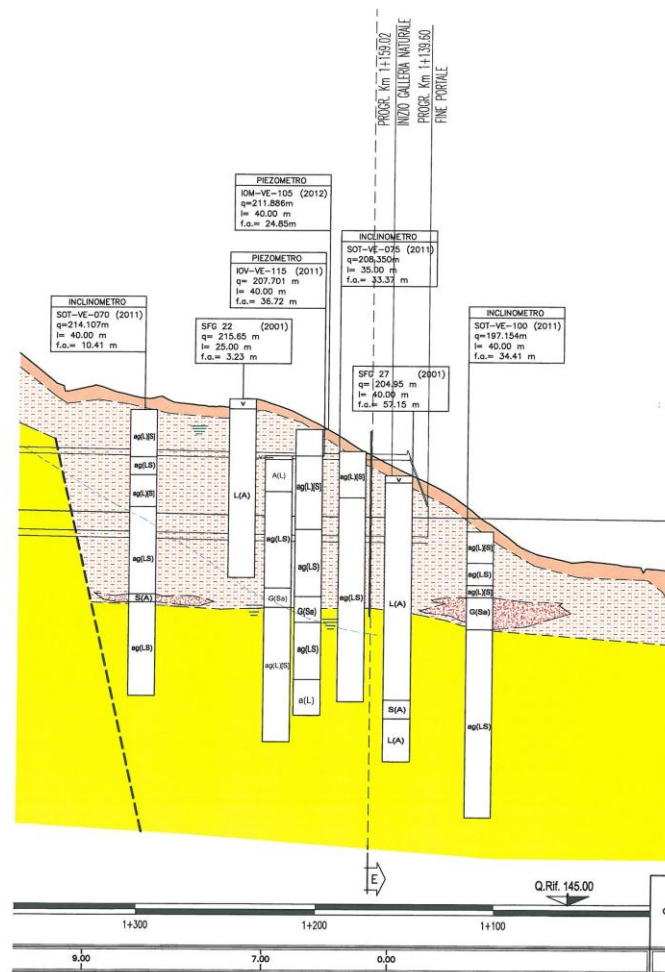 PROGR. Km 1+159.02
INIZIO GALLERIA NATURALE
PROGR. Km 1+139.60
FINE PORTALE
PIEZOMETRO
IOM-VE-105 (2012)
q=211.886m
l= 40.00 m
f.a.= 24.85m
PIEZOMETRO
IOV-VE-115 (2011)
q= 207.701 m
l= 40.00 m
f.a.= 36.72 m
INCLINOMETRO
SOT-VE-075 (2011)
q=208.350m
l= 35.00 m
f.a.= 33.37 m
INCLINOMETRO
SOT-VE-070 (2011)
q=214.107m
l= 40.00 m
f.a.= 10.41 m
SFG 22 (2001)
q= 215.65 m
l= 25.00 m
f.a.= 3.23 m
SFG 27 (2001)
q= 204.95 m
l= 40.00 m
f.a.= 57.15 m
INCLINOMETRO
SOT-VE-100 (2011)
q=197.154m
l= 40.00 m
f.a.= 34.41 m
ag(L)[S]
ag(LS)
ag(L)[S]
ag(LS)
S(A)
ag(LS)
v
L(A)
A(L)
ag(LS)
G(Sa)
ag(L)[S]
ag(L)[S]
ag(LS)
G(Sa)
ag(LS)
a(L)
ag(L)[S]
ag(LS)
v
L(A)
S(A)
L(A)
ag(L)[S]
ag(LS)
ag(L)[S]
G(Sa)
ag(LS)
E
Q.Rif. 145.00
1+300
1+200
1+100
9.00
7.00
0.00